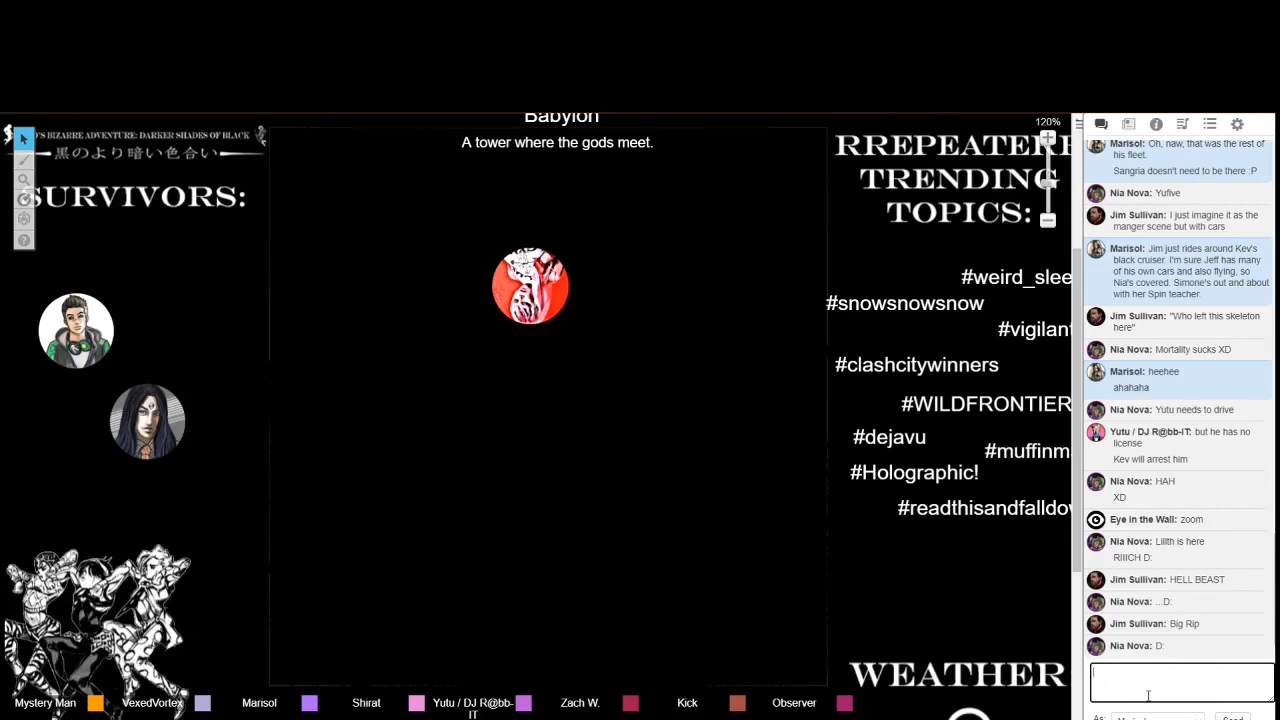 O'S BIZARRE ADVENTURE: DARKER SHADES OF BLACK
黒のより暗い色合い
SURVIVORS:
Babylon
A tower where the gods meet.
120%
RREPEATERR
TRENDING
TOPICS:
#weird_slee
#snowsnowsnow
#vigilant
#clashcitywinners
#WILDFRONTIER
#dejavu
#muffinm
#Holographic!
#readthisandfalldow
WEATHER
Marisol: Oh, naw, that was the rest of
his fleet.
Sangria doesn't need to be there :P
Nia Nova: Yufive
Jim Sullivan: I just imagine it as the
manger scene but with cars
Marisol: Jim just rides around Kev's
black cruiser. I'm sure Jeff has many
of his own cars and also flying, so
Nia's covered. Simone's out and about
with her Spin teacher.
Jim Sullivan: "Who left this skeleton
here"
Nia Nova: Mortality sucks XD
Marisol: heehee
ahahaha
Nia Nova: Yutu needs to drive
Yutu / DJ R@bb-IT: but he has no
license
Kev will arrest him
Nia Nova: HAH
XD
Eye in the Wall: zoom
Nia Nova: Lilith is here
RIIICH D:
Jim Sullivan: HELL BEAST
Nia Nova: ...D:
Jim Sullivan: Big Rip
Nia Nova: D:
As:
Marisol
Send
Mystery Man
VexedVortex
Marisol
Shirat
Yutu / DJ R@bb-
IT
Zach W.
Kick
Observer